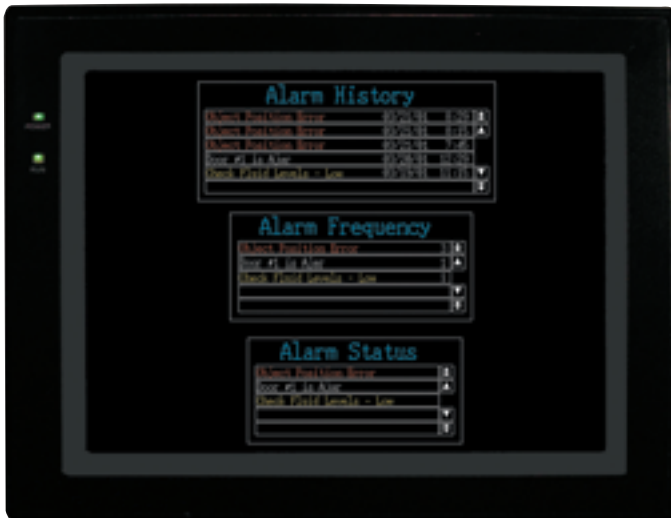 Alarm History
Object Position Error
Object Position Error
Object Position Error
Door #1 is Ajar
Check Fluid Levels - Low
Alarm Frequency
Object Position Error
Door #1 is Ajar
Check Fluid Levels - Low
Alarm Status
Object Position Error
Door #1 is Ajar
Check Fluid Levels - Low
POWER
RUN